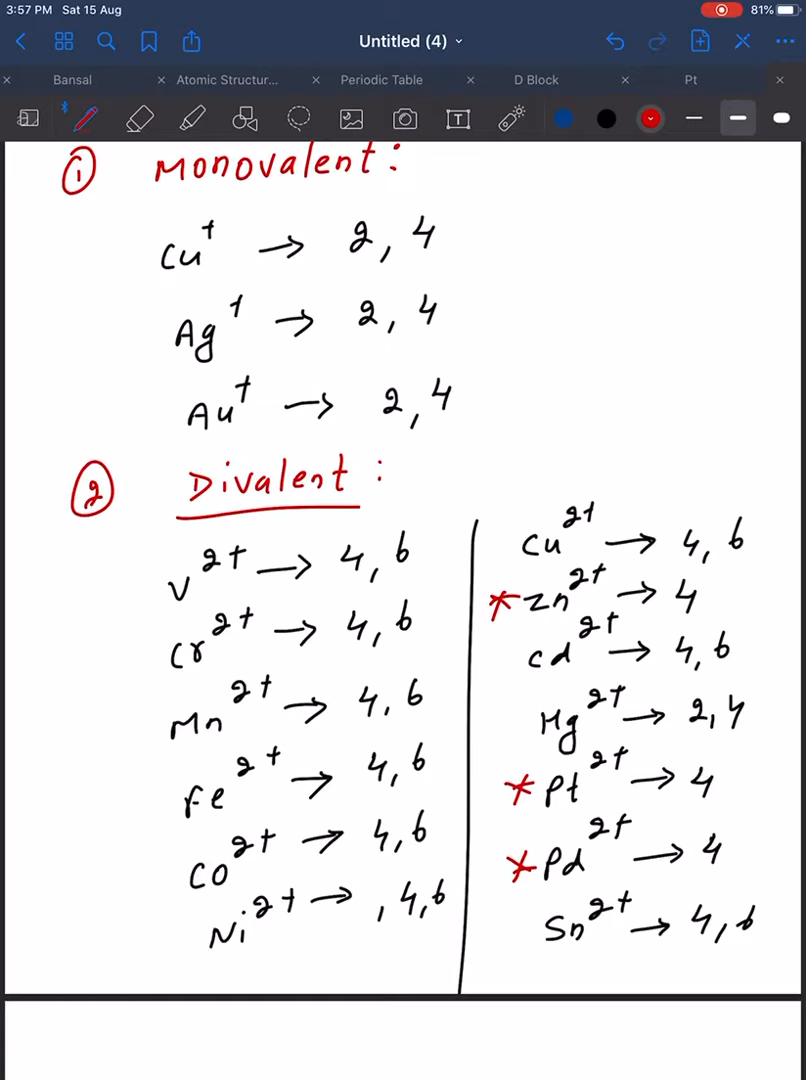 3:57 PM Sat 15 Aug
81%
Untitled (4)
Bansal
Atomic Structur...
Periodic Table
D Block
Pt
① Monovalent :
Cu⁺ → 2, 4
Ag⁺ → 2, 4
Au⁺ → 2, 4
② Divalent :
V²⁺ → 4, 6
Cr²⁺ → 4, 6
Mn²⁺ → 4, 6
Fe²⁺ → 4, 6
CO²⁺ → 4, 6
Ni²⁺ → , 4, 6
Cu²⁺ → 4, 6
*Zn²⁺ → 4
Cd²⁺ → 4, 6
Hg²⁺ → 2, 4
*Pt²⁺ → 4
*Pd²⁺ → 4
Sn²⁺ → 4, 6